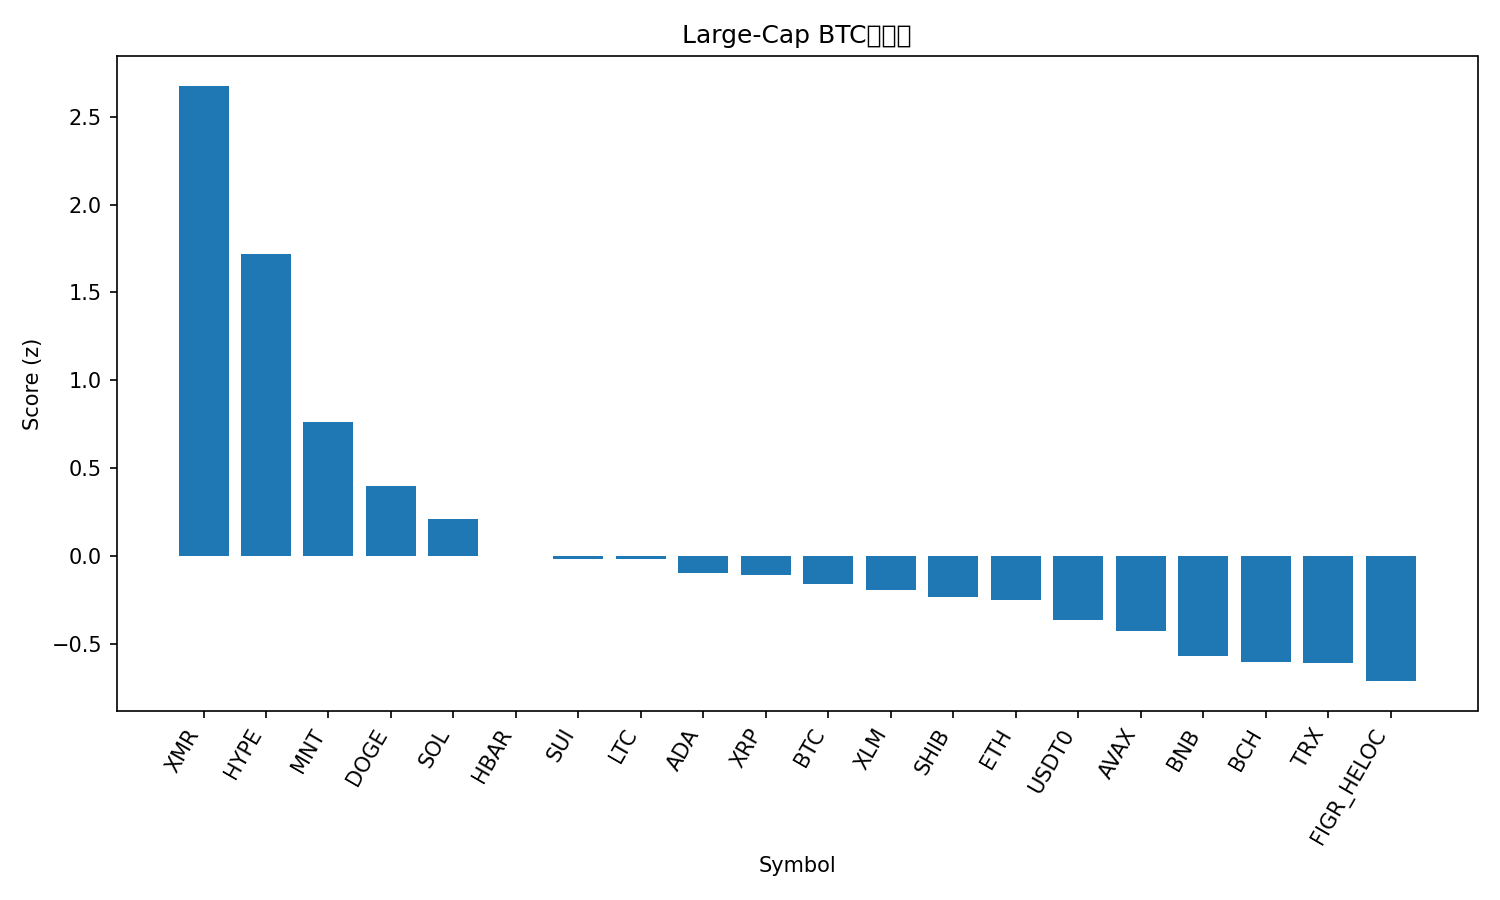 Large-Cap BTC
Score (z)
2.5
2.0
1.5
1.0
0.5
0.0
−0.5
XMR
HYPE
MNT
DOGE
SOL
HBAR
SUI
LTC
ADA
XRP
BTC
XLM
SHIB
ETH
USDT0
AVAX
BNB
BCH
TRX
FIGR_HELOC
Symbol